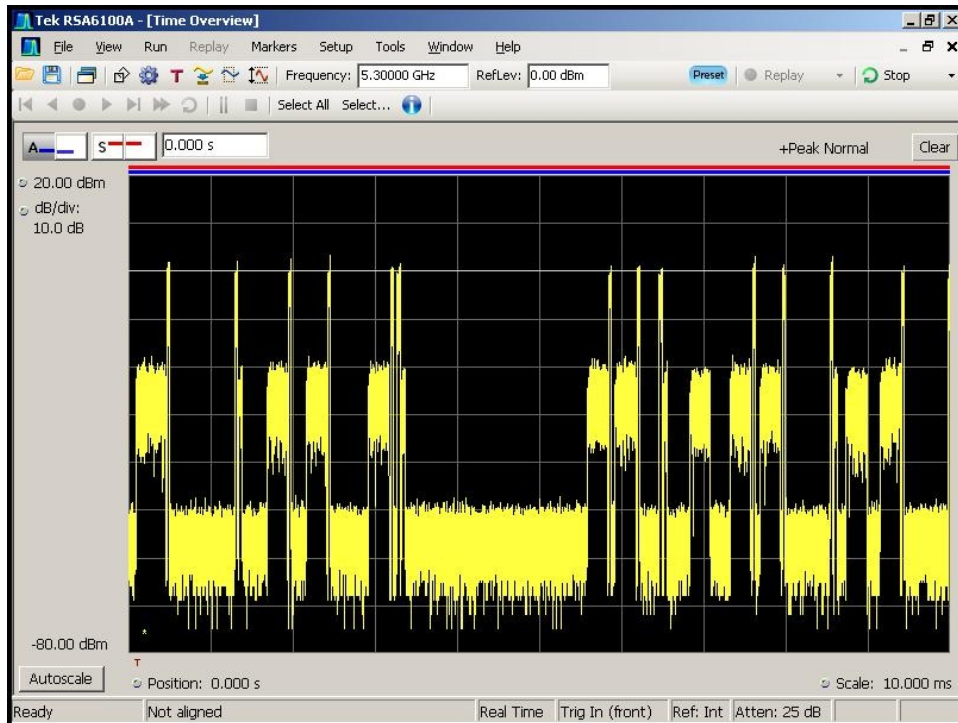 Tek RSA6100A - [Time Overview]
File View Run Replay Markers Setup Tools Window Help
T Frequency: 5.30000 GHz RefLev: 0.00 dBm Preset Replay Stop
Select All Select...
A S 0.000 s +Peak Normal Clear
20.00 dBm
dB/div:
10.0 dB
-80.00 dBm
T
Autoscale Position: 0.000 s Scale: 10.000 ms
Ready Not aligned Real Time Trig In (front) Ref: Int Atten: 25 dB